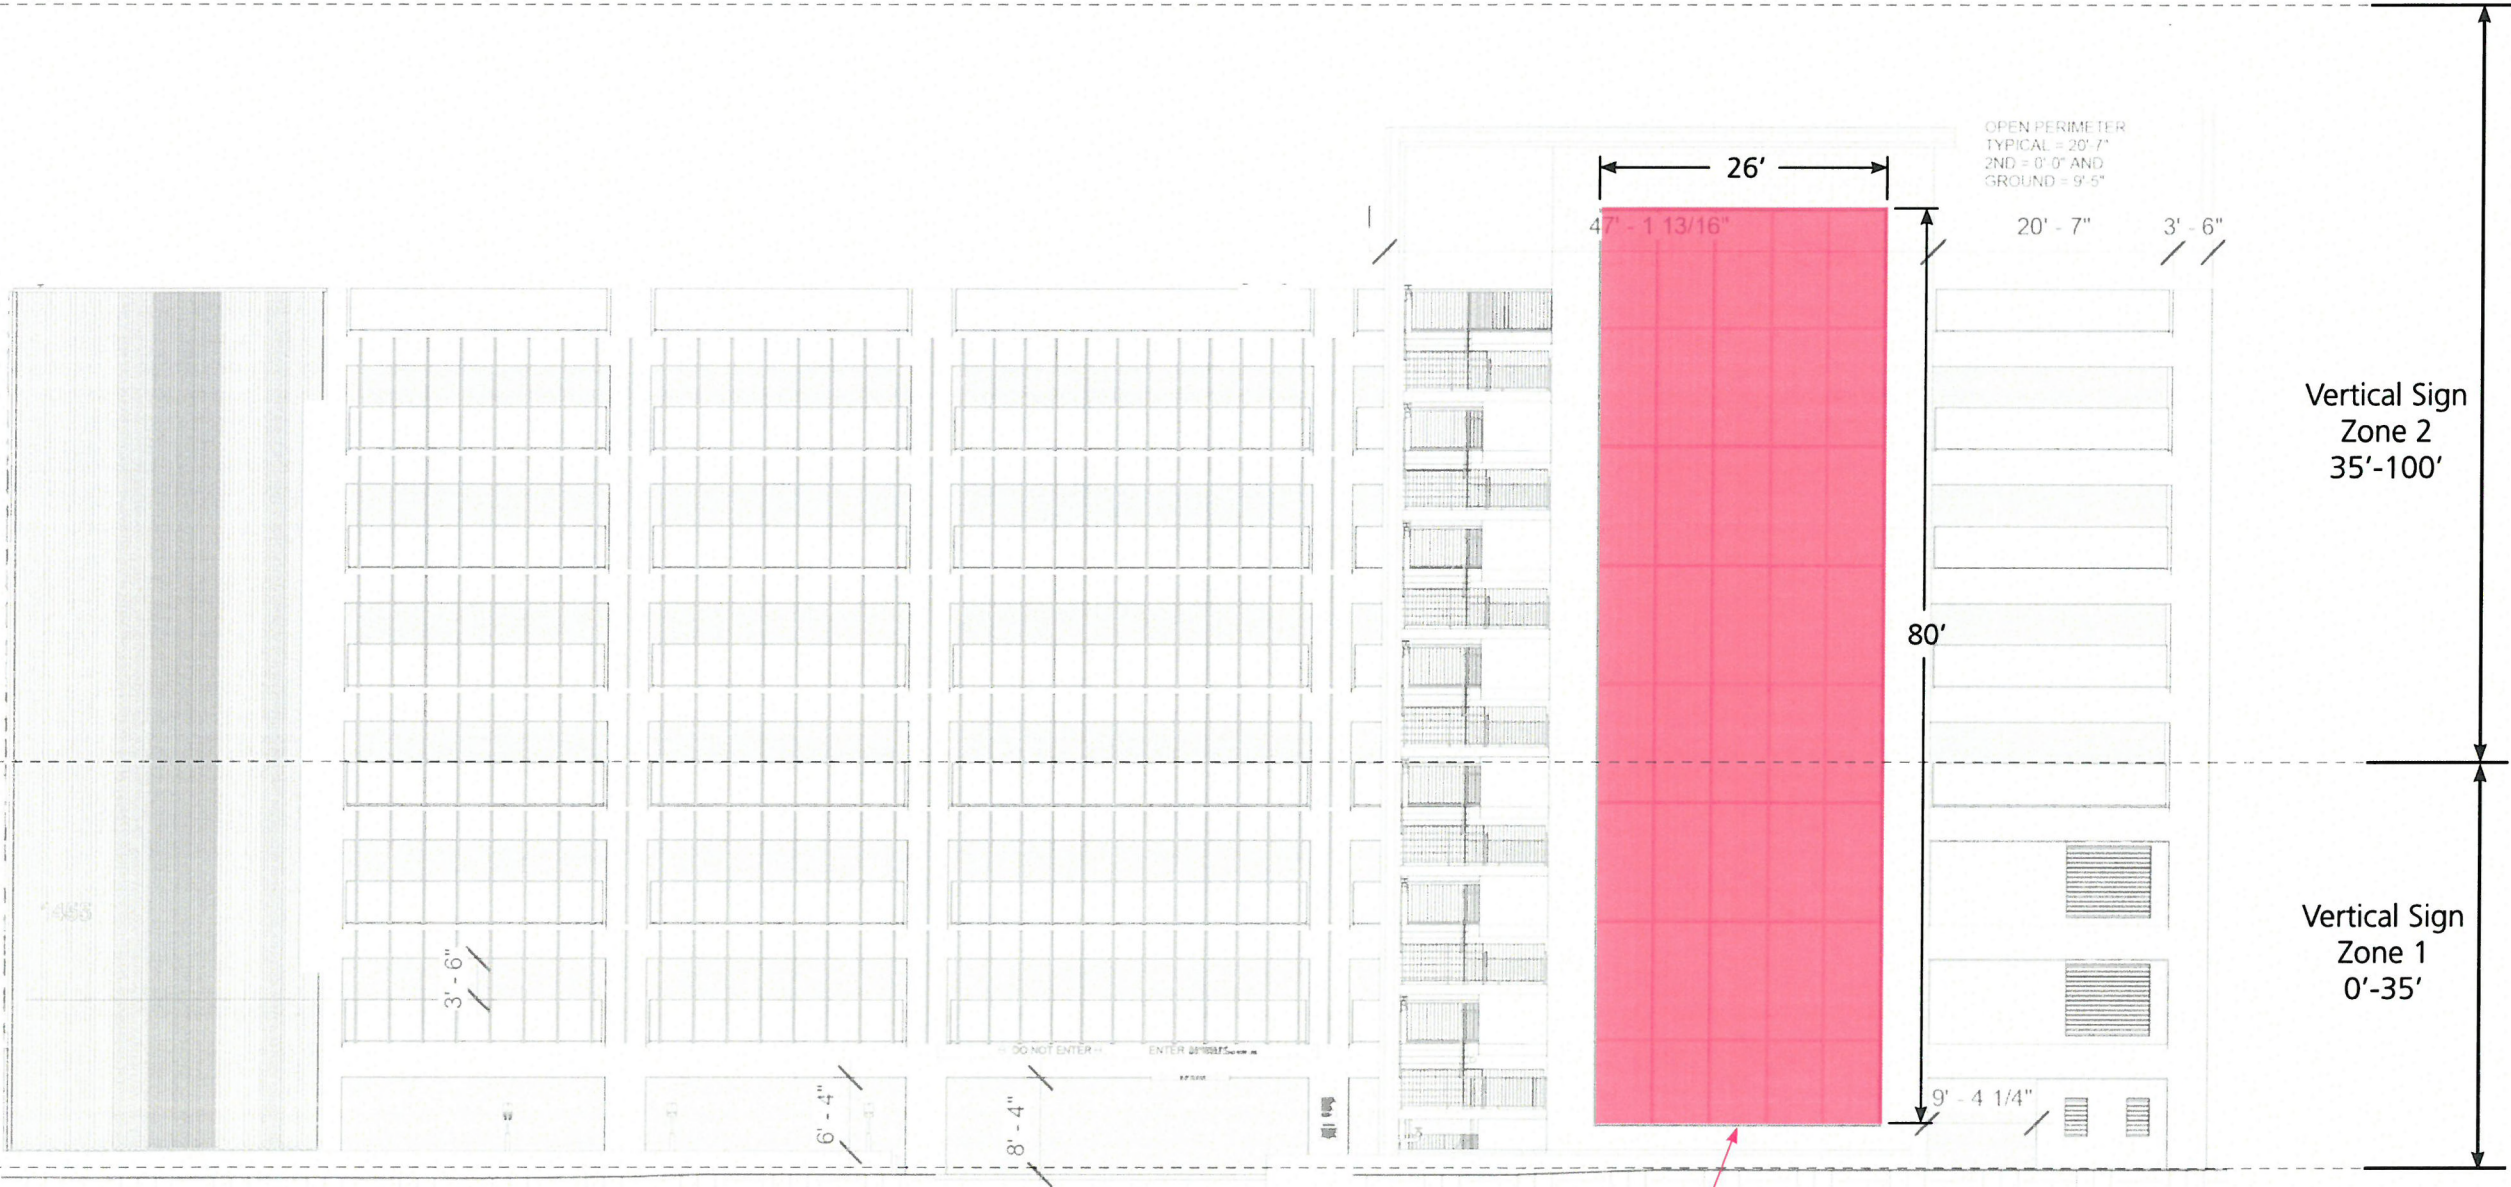 OPEN PERIMETER
TYPICAL = 20'-7"
2ND = 0'-0" AND
GROUND = 9'-5"
26'
47' - 1 13/16"
20' - 7"
3' - 6"
Vertical Sign
Zone 2
35'-100'
80'
Vertical Sign
Zone 1
0'-35'
3' - 6"
DO NOT ENTER
ENTER
6' - 4"
8' - 4"
9' - 4 1/4"